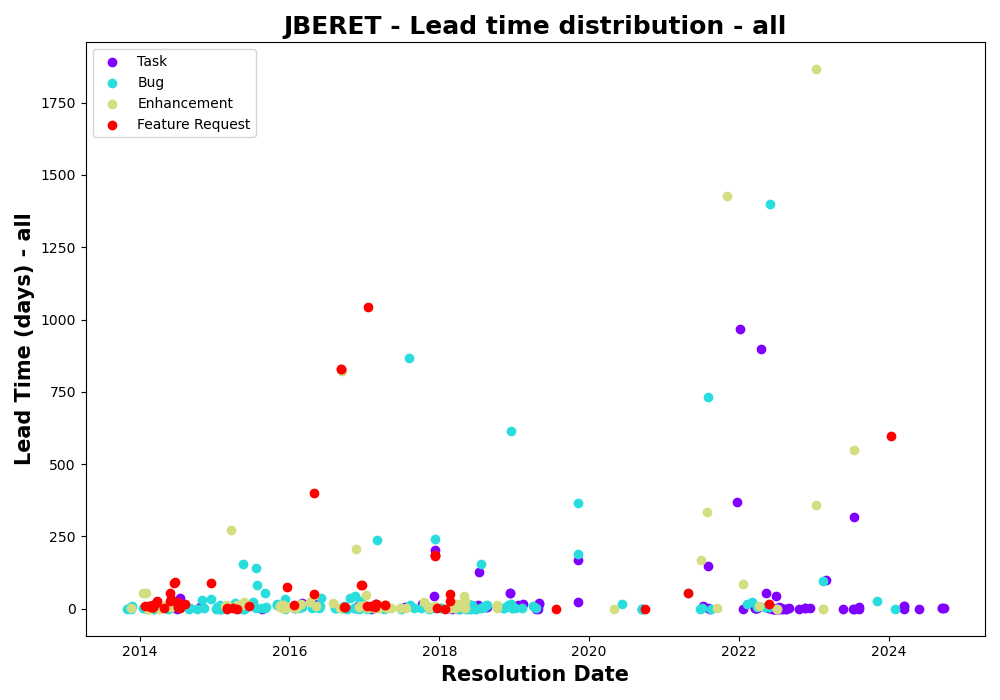 JBERET - Lead time distribution - all
Task
Bug
Enhancement
Feature Request
Lead Time (days) - all
1750
1500
1250
1000
750
500
250
0
2014 2016 2018 2020 2022 2024
Resolution Date